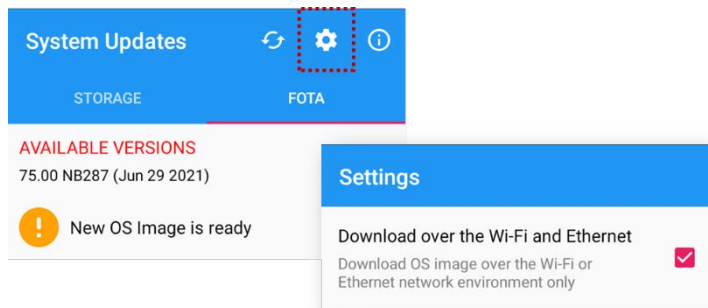 System Updates
STORAGE
FOTA
AVAILABLE VERSIONS
75.00 NB287 (Jun 29 2021)
New OS Image is ready
Settings
Download over the Wi-Fi and Ethernet
Download OS image over the Wi-Fi or
Ethernet network environment only